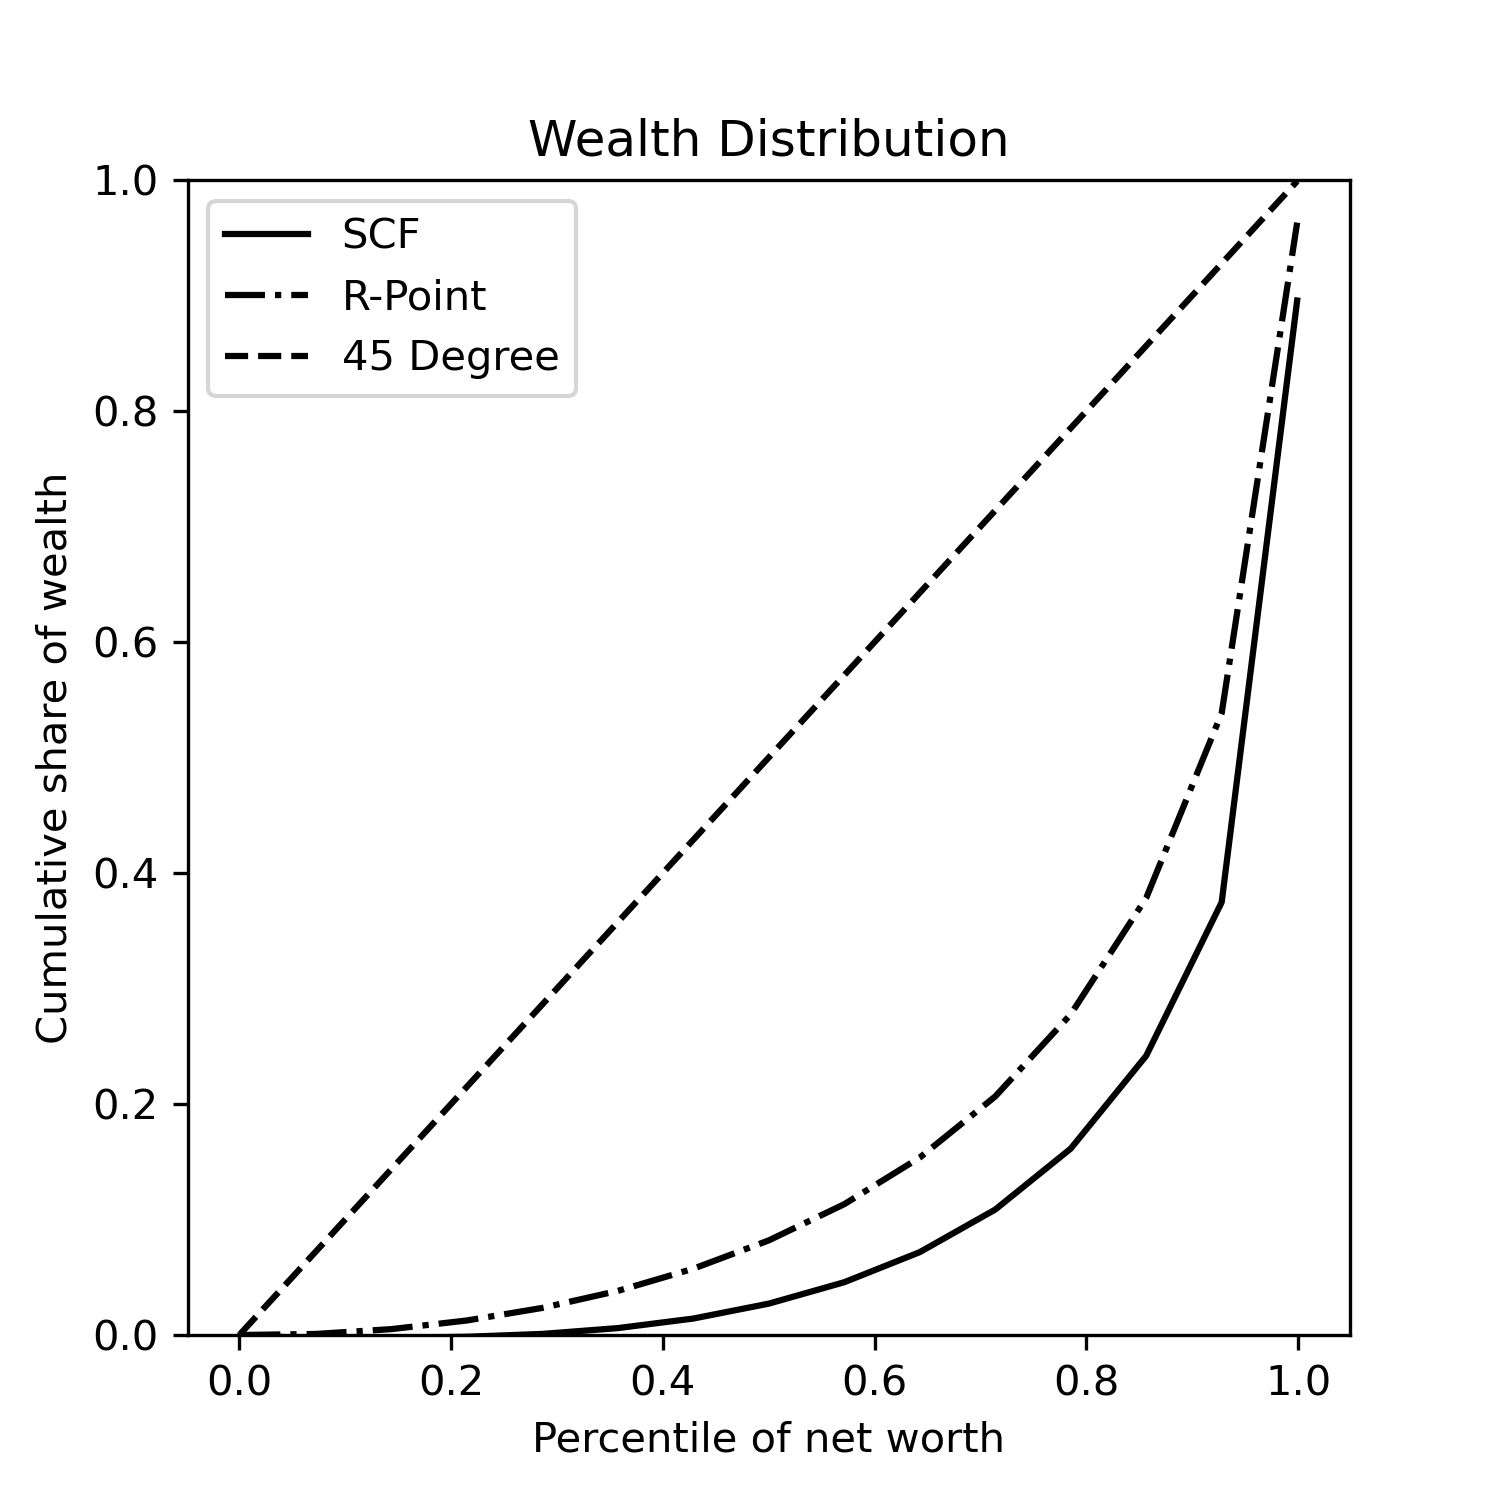 Wealth Distribution
1.0
0.8
0.6
0.4
0.2
0.0
Cumulative share of wealth
SCF
R-Point
45 Degree
0.0 0.2 0.4 0.6 0.8 1.0
Percentile of net worth